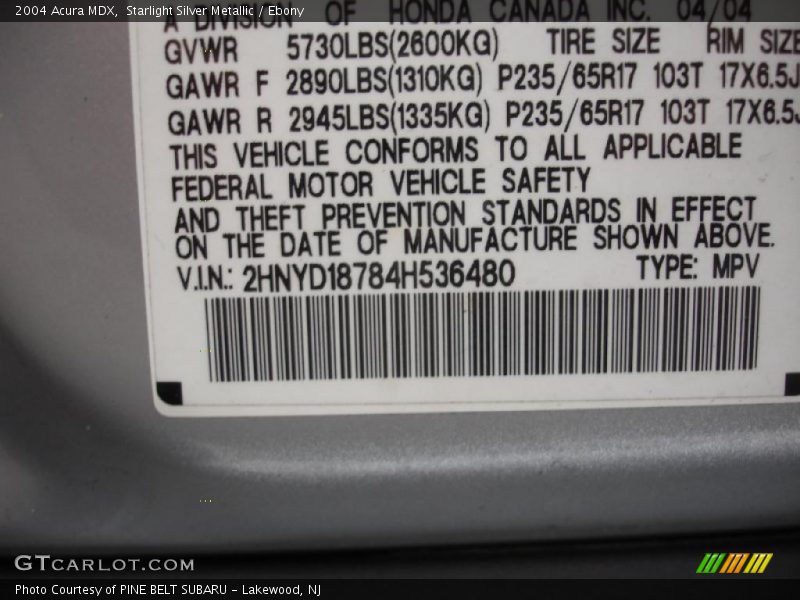 2004 Acura MDX, Starlight Silver Metallic / Ebony
A DIVISION OF HONDA CANADA INC. 04/04
GVWR 5730LBS(2600KG) TIRE SIZE RIM SIZE
GAWR F 2890LBS(1310KG) P235/65R17 103T 17X6.5J
GAWR R 2945LBS(1335KG) P235/65R17 103T 17X6.5J
THIS VEHICLE CONFORMS TO ALL APPLICABLE
FEDERAL MOTOR VEHICLE SAFETY
AND THEFT PREVENTION STANDARDS IN EFFECT
ON THE DATE OF MANUFACTURE SHOWN ABOVE.
V.I.N.: 2HNYD18784H536480 TYPE: MPV
GTCARLOT.COM
Photo Courtesy of PINE BELT SUBARU - Lakewood, NJ